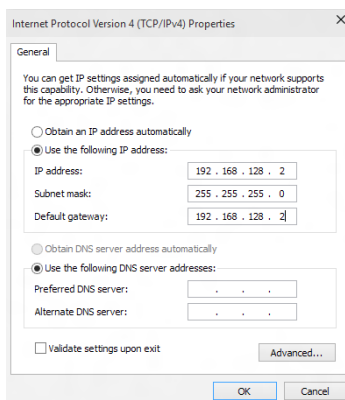 Internet Protocol Version 4 (TCP/IPv4) Properties
General
You can get IP settings assigned automatically if your network supports
this capability. Otherwise, you need to ask your network administrator
for the appropriate IP settings.
Obtain an IP address automatically
Use the following IP address:
IP address: 192 . 168 . 128 . 2
Subnet mask: 255 . 255 . 255 . 0
Default gateway: 192 . 168 . 128 . 2
Obtain DNS server address automatically
Use the following DNS server addresses:
Preferred DNS server: . . .
Alternate DNS server: . . .
Validate settings upon exit
Advanced...
OK Cancel